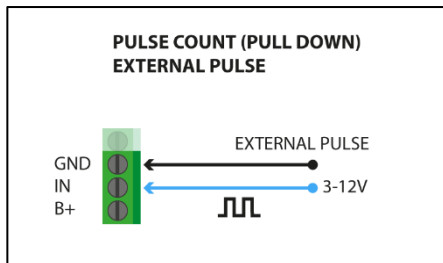 PULSE COUNT (PULL DOWN)
EXTERNAL PULSE
EXTERNAL PULSE
GND
IN
3-12V
B+